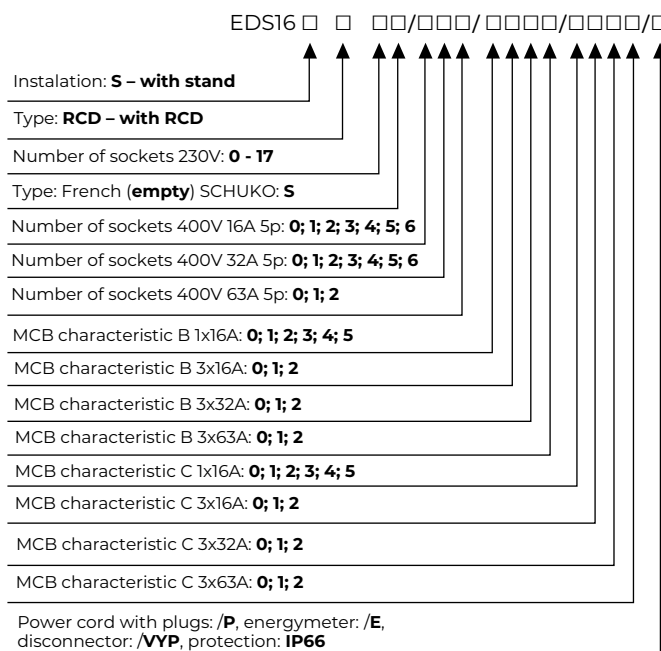 EDS16 □ □ □□/□□□/ □□□□/□□□□/□
Instalation: S – with stand
Type: RCD – with RCD
Number of sockets 230V: 0 - 17
Type: French (empty) SCHUKO: S
Number of sockets 400V 16A 5p: 0; 1; 2; 3; 4; 5; 6
Number of sockets 400V 32A 5p: 0; 1; 2; 3; 4; 5; 6
Number of sockets 400V 63A 5p: 0; 1; 2
MCB characteristic B 1x16A: 0; 1; 2; 3; 4; 5
MCB characteristic B 3x16A: 0; 1; 2
MCB characteristic B 3x32A: 0; 1; 2
MCB characteristic B 3x63A: 0; 1; 2
MCB characteristic C 1x16A: 0; 1; 2; 3; 4; 5
MCB characteristic C 3x16A: 0; 1; 2
MCB characteristic C 3x32A: 0; 1; 2
MCB characteristic C 3x63A: 0; 1; 2
Power cord with plugs: /P, energymeter: /E,
disconnector: /VYP, protection: IP66